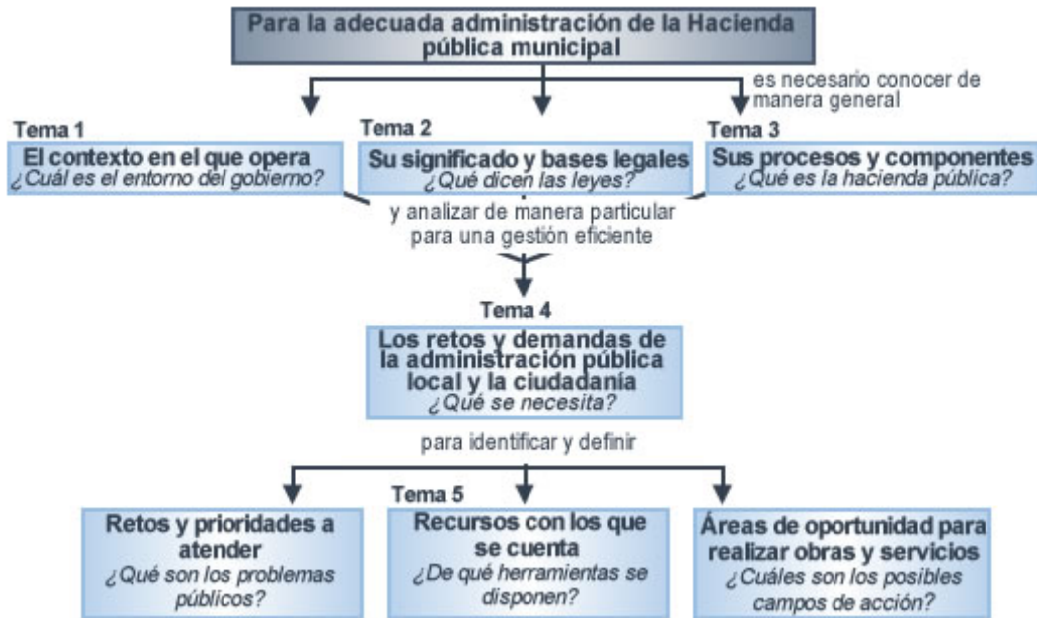 Para la adecuada administración de la Hacienda
pública municipal
es necesario conocer de
manera general
Tema 1
El contexto en el que opera
¿Cuál es el entorno del gobierno?
Tema 2
Su significado y bases legales
¿Qué dicen las leyes?
Tema 3
Sus procesos y componentes
¿Qué es la hacienda pública?
y analizar de manera particular
para una gestión eficiente
Tema 4
Los retos y demandas de
la administración pública
local y la ciudadanía
¿Qué se necesita?
para identificar y definir
Retos y prioridades a
atender
¿Qué son los problemas
públicos?
Tema 5
Recursos con los que
se cuenta
¿De qué herramientas se
disponen?
Áreas de oportunidad para
realizar obras y servicios
¿Cuáles son los posibles
campos de acción?